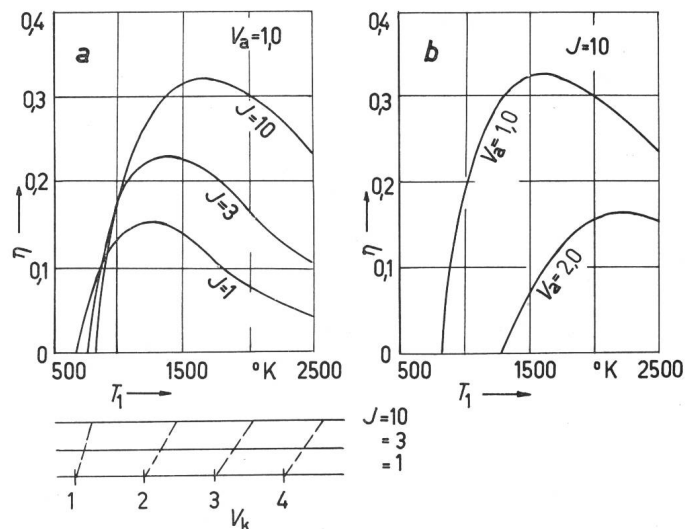 0,4
0,3
0,2
η
0,1
0
a
Vₐ=1,0
J=10
J=3
J=1
500 1000 1500 °K 2500
T₁
0,4
0,3
0,2
η
0,1
0
b
J=10
Vₐ=1,0
Vₐ=2,0
500 1000 1500 °K 2500
T₁
J=10
=3
=1
1 2 3 4
Vₖ